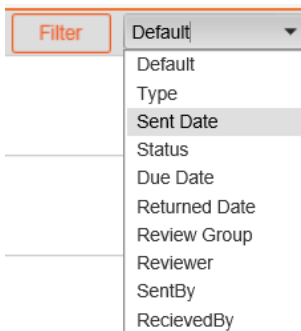 Filter Default
Default
Type
Sent Date
Status
Due Date
Returned Date
Review Group
Reviewer
SentBy
RecievedBy